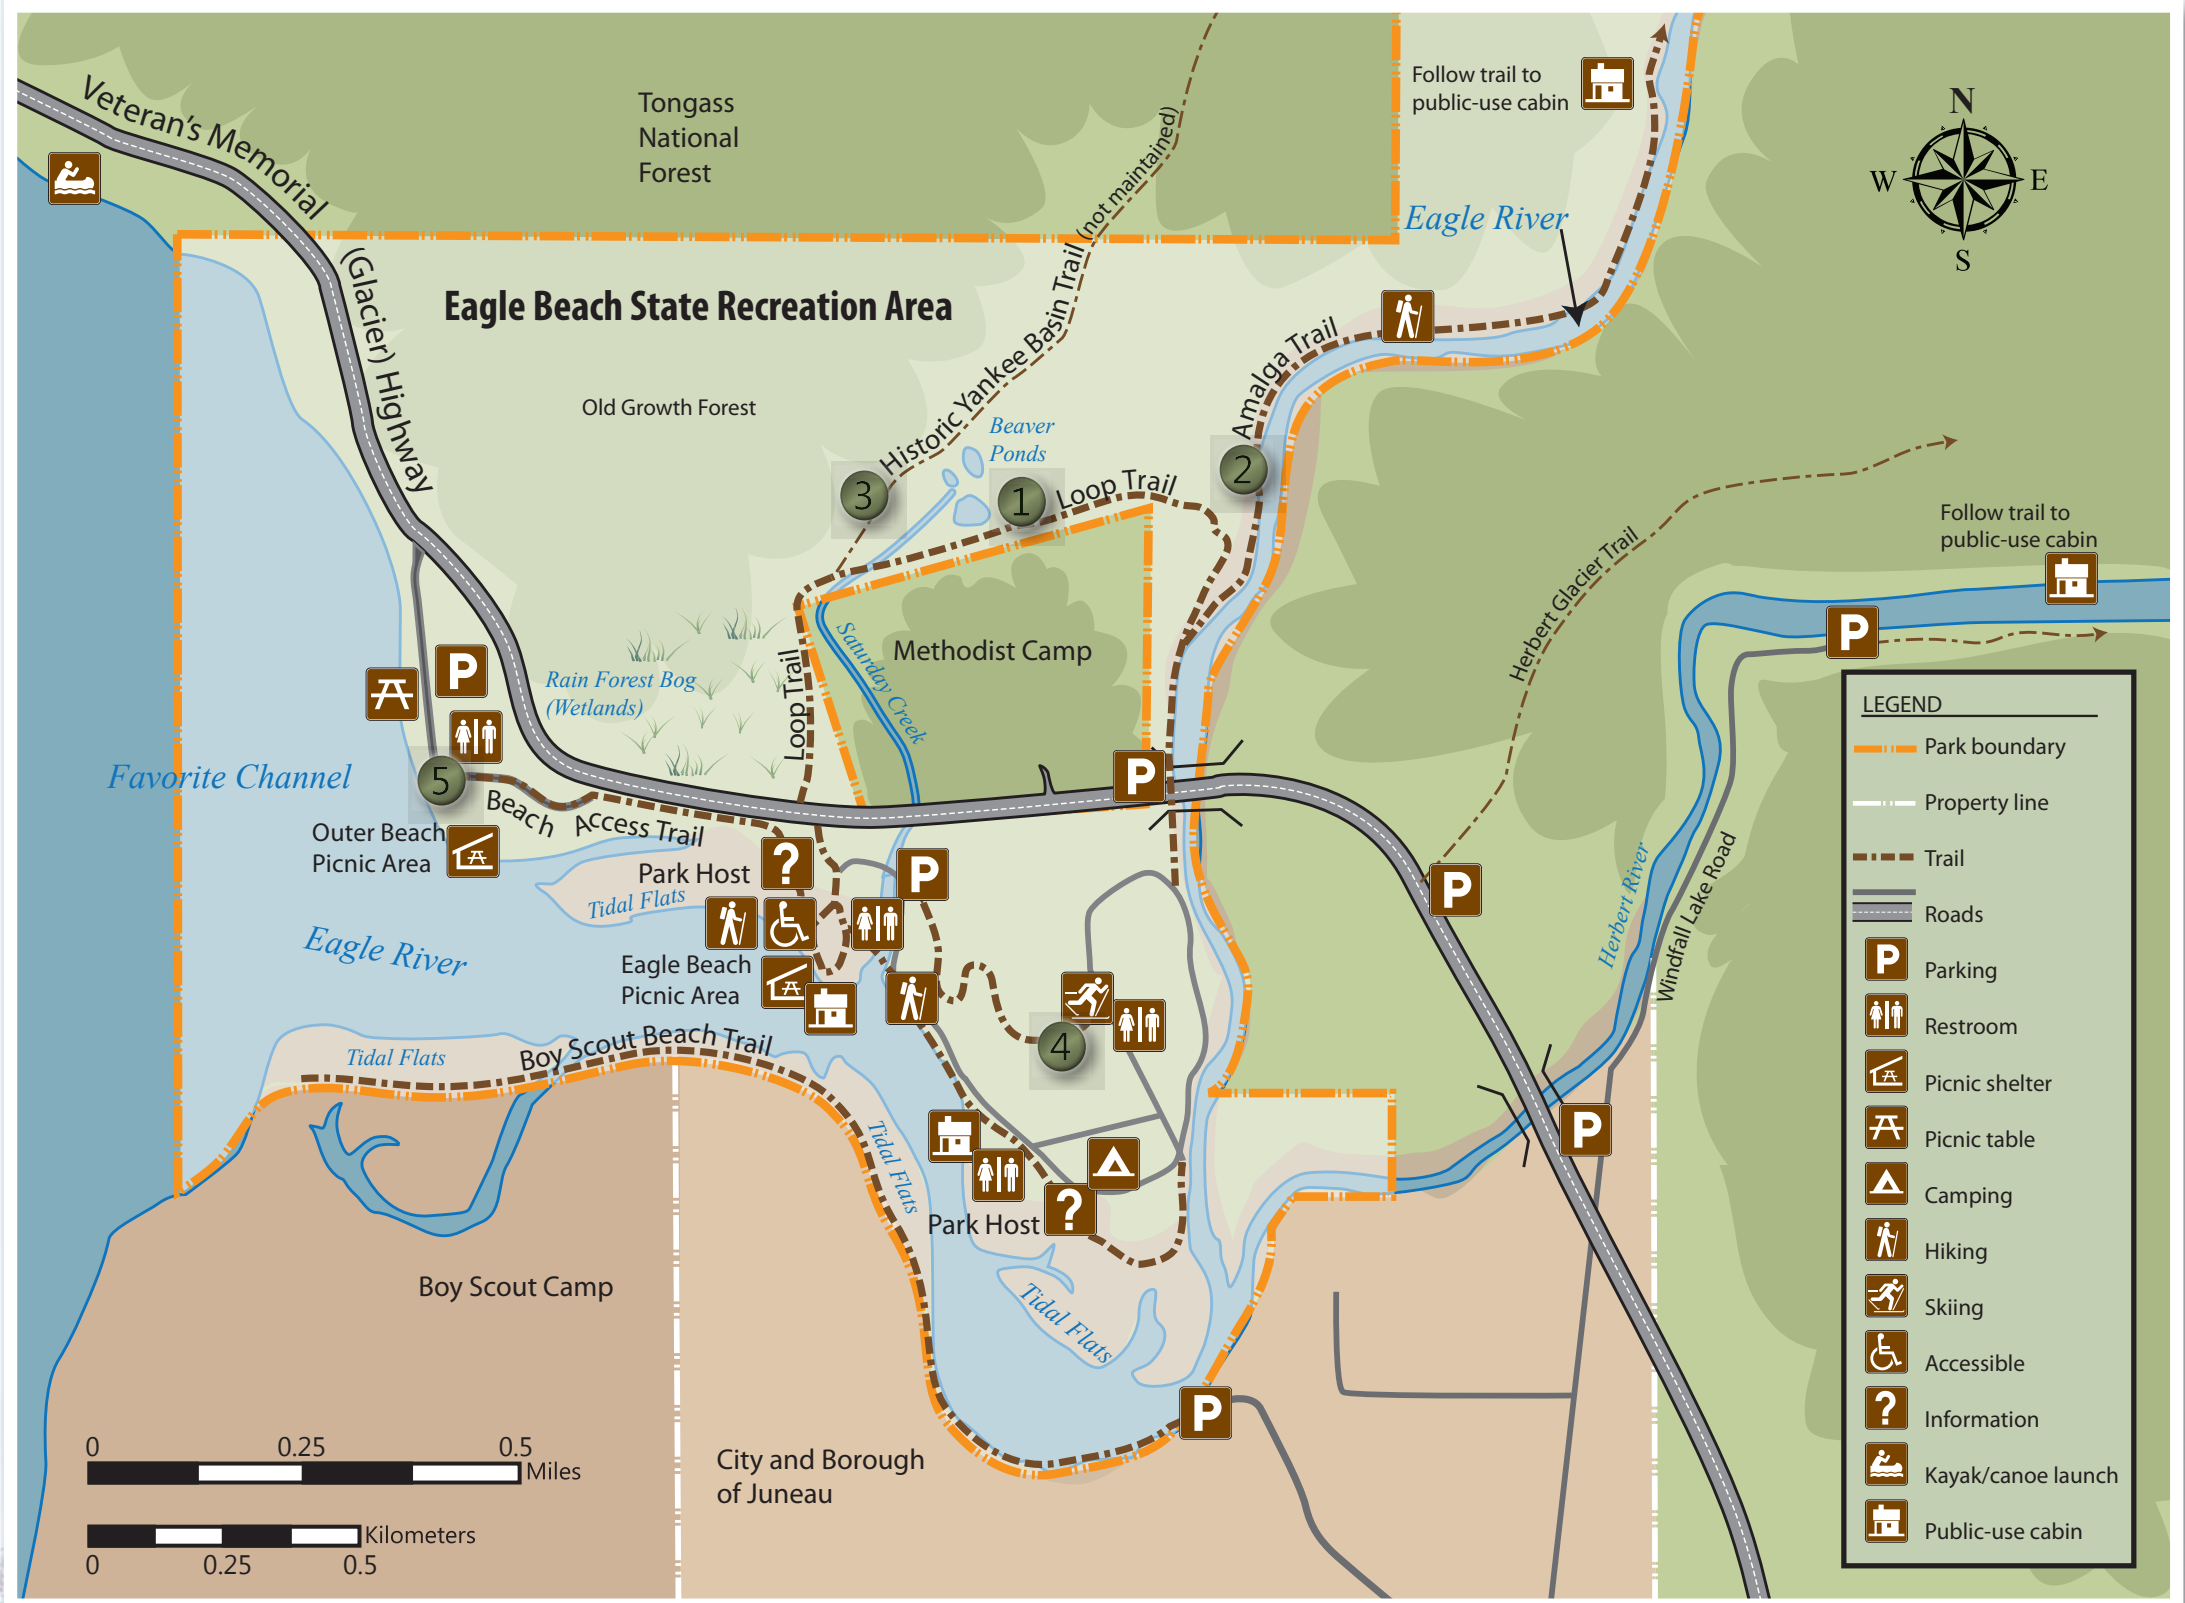 Veteran's Memorial
(Glacier) Highway
Tongass
National
Forest
Follow trail to
public-use cabin
N
W
E
S
Eagle River
Eagle Beach State Recreation Area
Historic Yankee Basin Trail (not maintained)
Old Growth Forest
Beaver
Ponds
Amalga Trail
3
1
2
Loop Trail
Follow trail to
public-use cabin
P
Herbert Glacier Trail
Methodist Camp
Saturday Creek
Loop Trail
Rain Forest Bog
(Wetlands)
P
Favorite Channel
5
Beach Access Trail
P
Outer Beach
Picnic Area
Park Host
?
P
P
Tidal Flats
Herbert River
Windfall Lake Road
Eagle River
Eagle Beach
Picnic Area
4
Boy Scout Beach Trail
Tidal Flats
Tidal Flats
P
Park Host
?
Boy Scout Camp
Tidal Flats
P
City and Borough
of Juneau
0 0.25 0.5
Miles
Kilometers
0 0.25 0.5
LEGEND
Park boundary
Property line
Trail
Roads
P Parking
Restroom
Picnic shelter
Picnic table
Camping
Hiking
Skiing
Accessible
? Information
Kayak/canoe launch
Public-use cabin